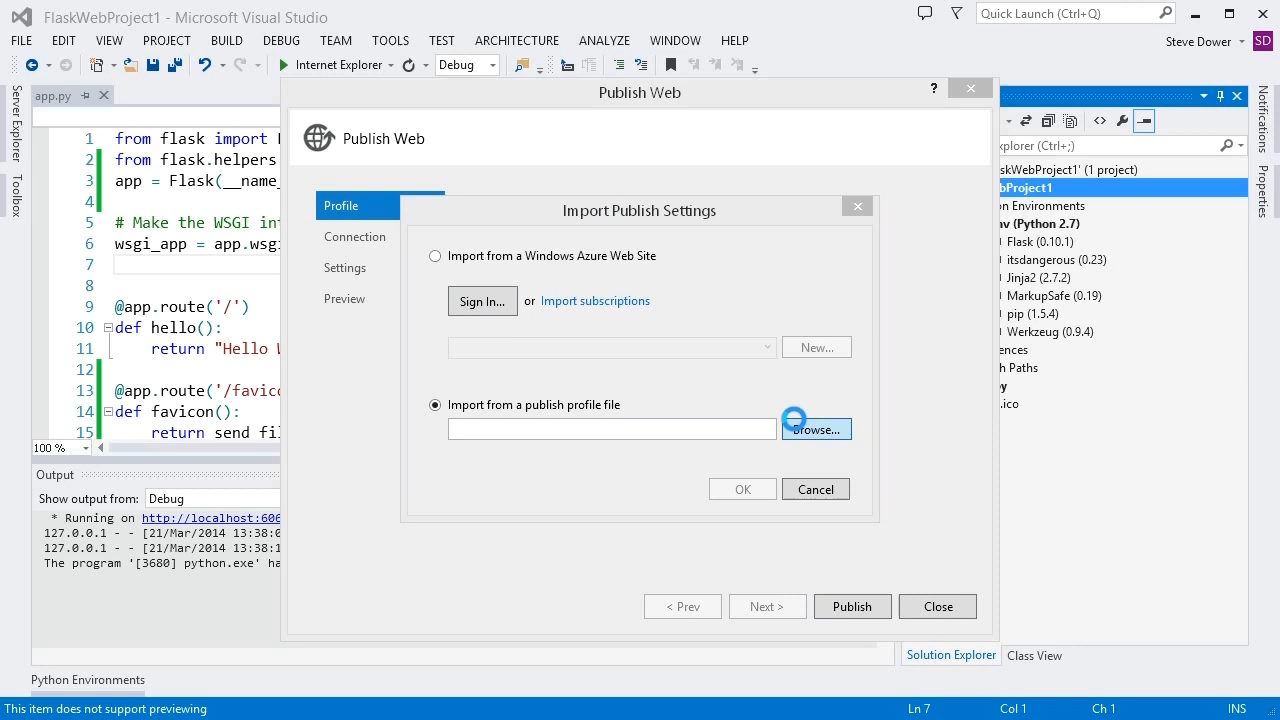 FlaskWebProject1 - Microsoft Visual Studio
Quick Launch (Ctrl+Q)
FILE EDIT VIEW PROJECT BUILD DEBUG TEAM TOOLS TEST ARCHITECTURE ANALYZE WINDOW HELP
Steve Dower SD
Internet Explorer Debug
Server Explorer
Toolbox
app.py
1 from flask import
2 from flask.helpers
3 app = Flask(__name_
4
5 # Make the WSGI in
6 wsgi_app = app.wsg
7
8
9 @app.route('/')
10 def hello():
11 return "Hello W
12
13 @app.route('/favic
14 def favicon():
15 return send fil
100 %
Output
Show output from: Debug
* Running on http://localhost:606
127.0.0.1 - - [21/Mar/2014 13:38:0
127.0.0.1 - - [21/Mar/2014 13:38:1
The program '[3680] python.exe' ha
Publish Web
?
Publish Web
Profile
Connection
Settings
Preview
Import Publish Settings
Import from a Windows Azure Web Site
Sign In... or Import subscriptions
New...
Import from a publish profile file
Browse...
OK Cancel
< Prev Next > Publish Close
xplorer (Ctrl+;)
skWebProject1' (1 project)
bProject1
on Environments
nv (Python 2.7)
Flask (0.10.1)
itsdangerous (0.23)
Jinja2 (2.7.2)
MarkupSafe (0.19)
pip (1.5.4)
Werkzeug (0.9.4)
ences
h Paths
y
.ico
Notifications
Properties
Solution Explorer Class View
Python Environments
This item does not support previewing
Ln 7 Col 1 Ch 1 INS